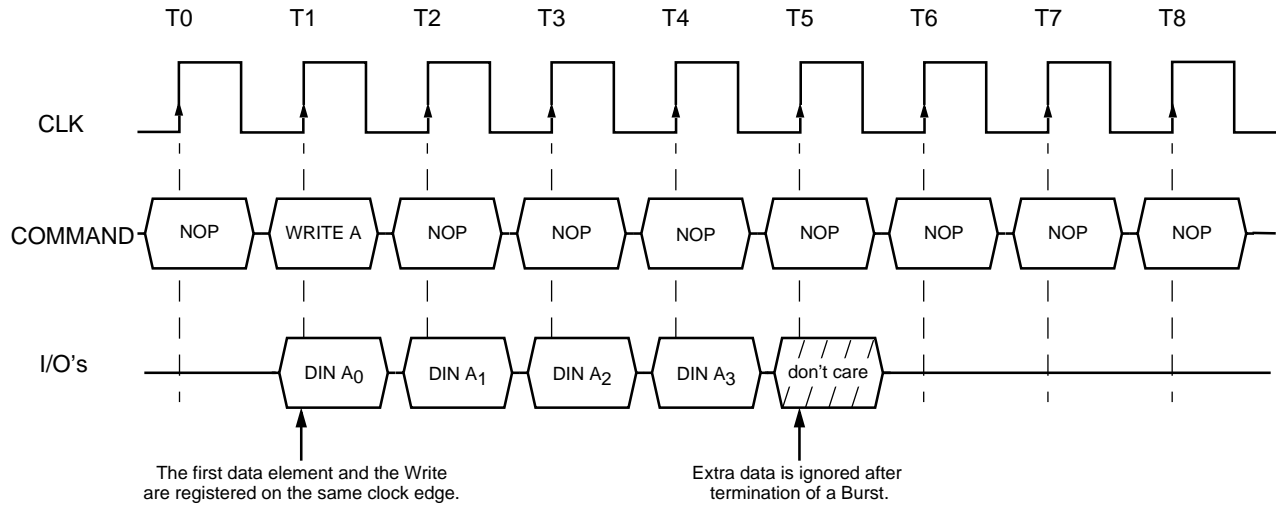 T0 T1 T2 T3 T4 T5 T6 T7 T8
CLK
COMMAND NOP WRITE A NOP NOP NOP NOP NOP NOP NOP
I/O's DIN A0 DIN A1 DIN A2 DIN A3 don't care
The first data element and the Write
are registered on the same clock edge.
Extra data is ignored after
termination of a Burst.